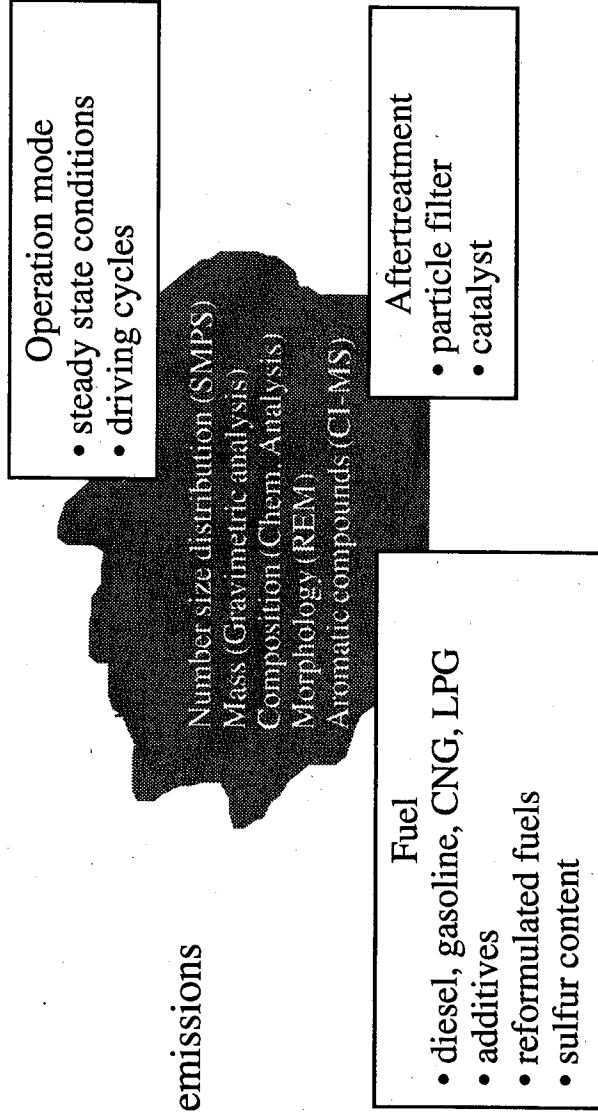 emissions
Operation mode
• steady state conditions
• driving cycles
Number size distribution (SMPS)
Mass (Gravimetric analysis)
Composition (Chem. Analysis)
Morphology (REM)
Aromatic compounds (CI-MS)
Fuel
• diesel, gasoline, CNG, LPG
• additives
• reformulated fuels
• sulfur content
Aftertreatment
• particle filter
• catalyst